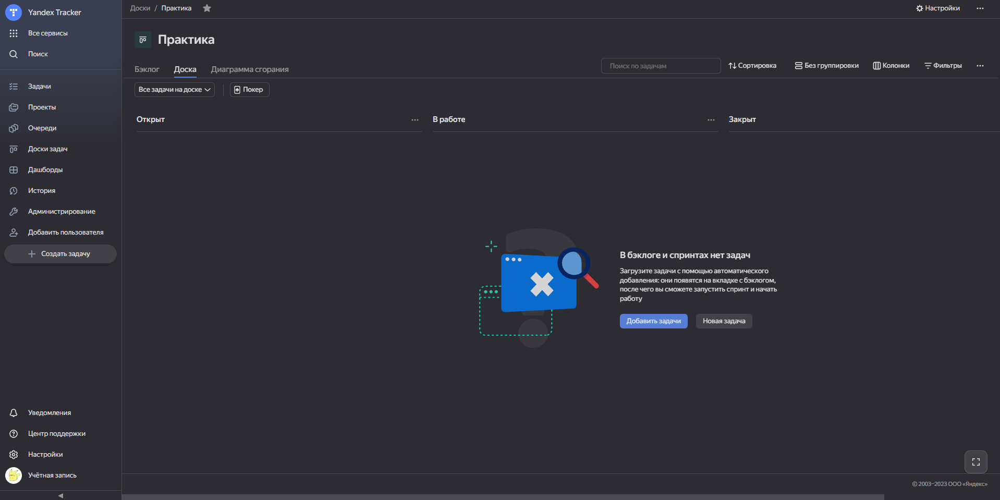 Yandex Tracker
Все сервисы
Поиск
Задачи
Проекты
Очереди
Доски задач
Дашборды
История
Администрирование
Добавить пользователя
Создать задачу
Уведомления
Центр поддержки
Настройки
Учётная запись
Доски / Практика
Настройки
Практика
Бэклог Доска Диаграмма сгорания
Поиск по задачам Сортировка Без группировки Колонки Фильтры
Все задачи на доске Покер
Открыт В работе Закрыт
В бэклоге и спринтах нет задач
Загрузите задачи с помощью автоматического
добавления: они появятся на вкладке с бэклогом,
после чего вы сможете запустить спринт и начать
работу
Добавить задачи Новая задача
© 2003–2023 ООО «Яндекс»